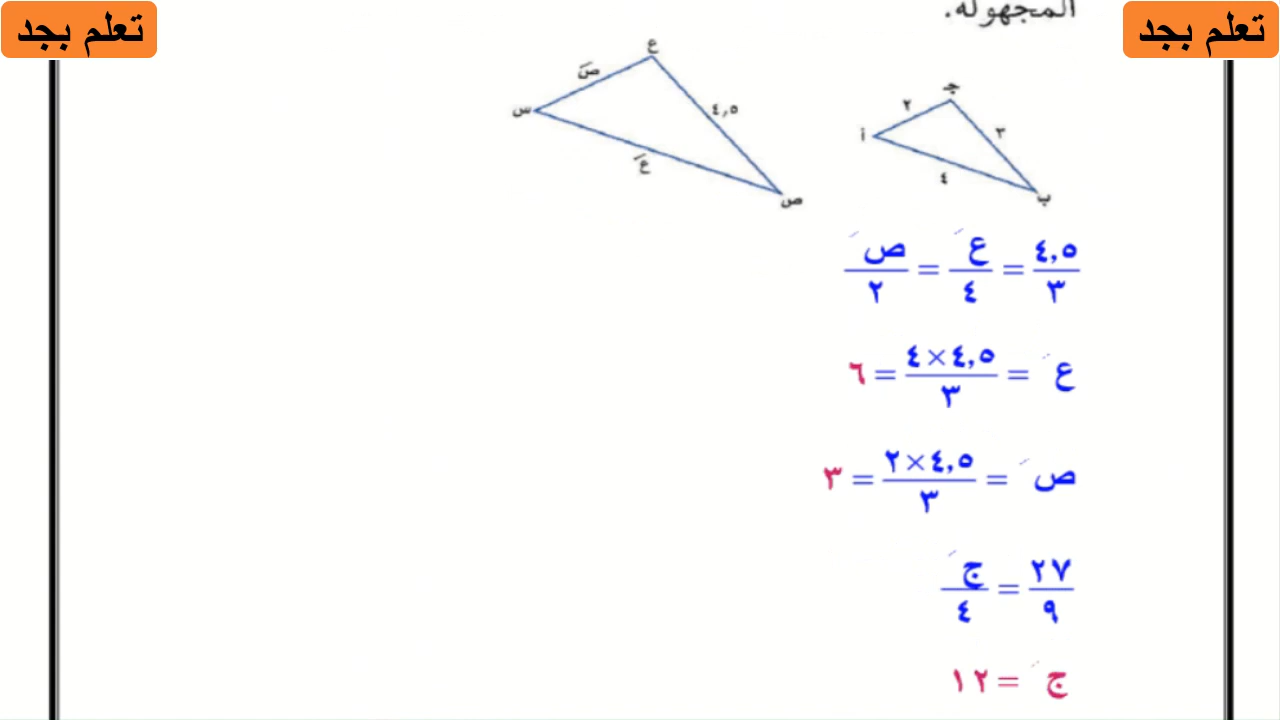 تعلم بجد
تعلم بجد
المجهولة.
جـ
٢
٣
أ
٤
ب
ع
صَ
٤,٥
س
عَ
ص
٤,٥/٣ = عَ/٤ = صَ/٢
عَ = ٤,٥×٤/٣ = ٦
صَ = ٤,٥×٢/٣ = ٣
٢٧/٩ = جَ/٤
جَ = ١٢